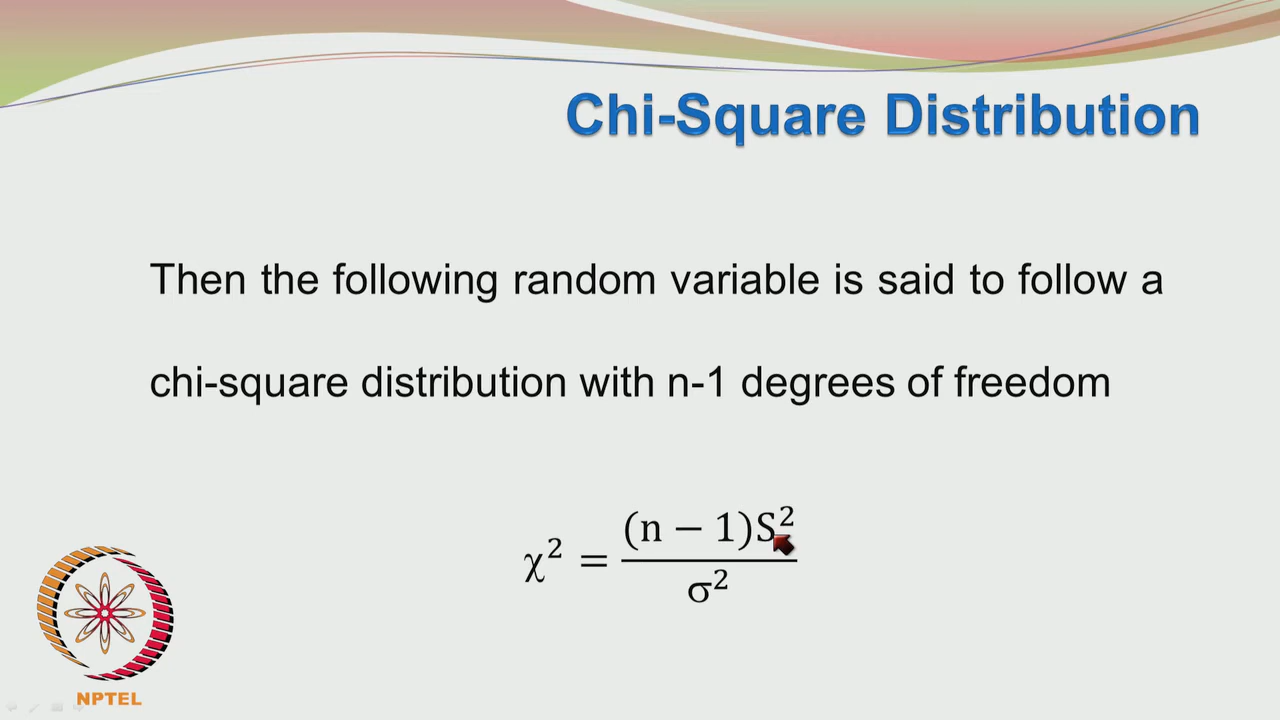 Chi-Square Distribution
Then the following random variable is said to follow a
chi-square distribution with n-1 degrees of freedom
χ² = (n − 1)S² / σ²
NPTEL